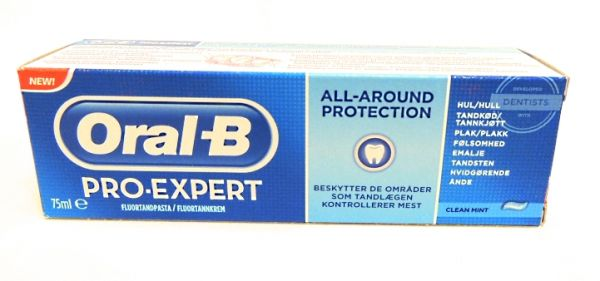 NEW!
Oral-B
PRO-EXPERT
75ml e
FLUORTANDPASTA / FLUORTANNKREM
ALL-AROUND
PROTECTION
BESKYTTER DE OMRÅDER
SOM TANDLÆGEN
KONTROLLERER MEST
DEVELOPED
DENTISTS
WITH
HUL/HULL
TANDKØD/
TANNKJØTT
PLAK/PLAKK
FØLSOMHED
EMALJE
TANDSTEN
HVIDGØRENDE
ÅNDE
CLEAN MINT